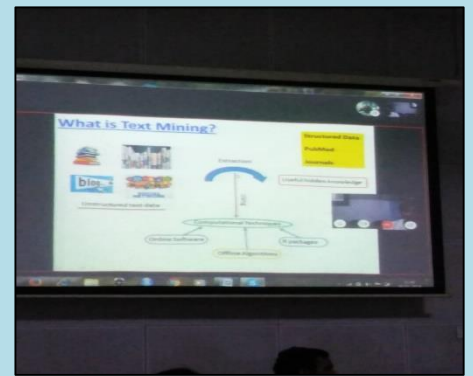 What is Text Mining?
Structured Data
PubMed
Journals
Extraction
blog
Useful hidden knowledge
Unstructured text data
Computational Techniques
Online Software
R packages
Offline Algorithms